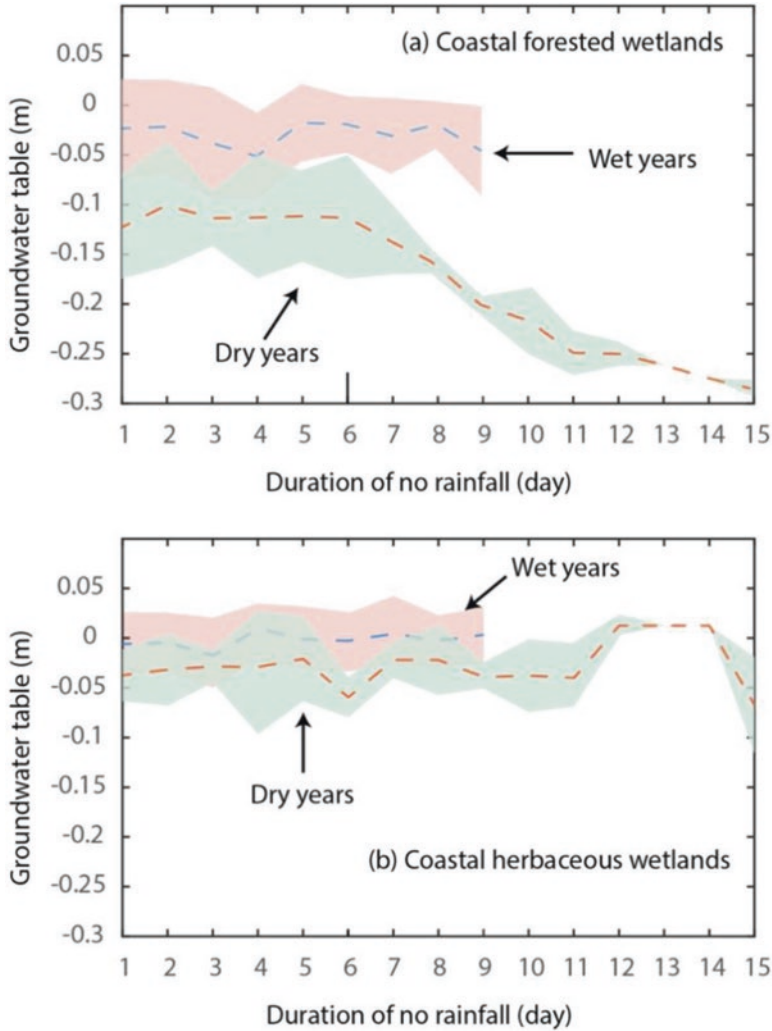 (a) Coastal forested wetlands
Groundwater table (m)
0.05
0
-0.05
-0.1
-0.15
-0.2
-0.25
-0.3
Wet years
Dry years
1 2 3 4 5 6 7 8 9 10 11 12 13 14 15
Duration of no rainfall (day)
Groundwater table (m)
0.05
0
-0.05
-0.1
-0.15
-0.2
-0.25
-0.3
Wet years
Dry years
(b) Coastal herbaceous wetlands
1 2 3 4 5 6 7 8 9 10 11 12 13 14 15
Duration of no rainfall (day)